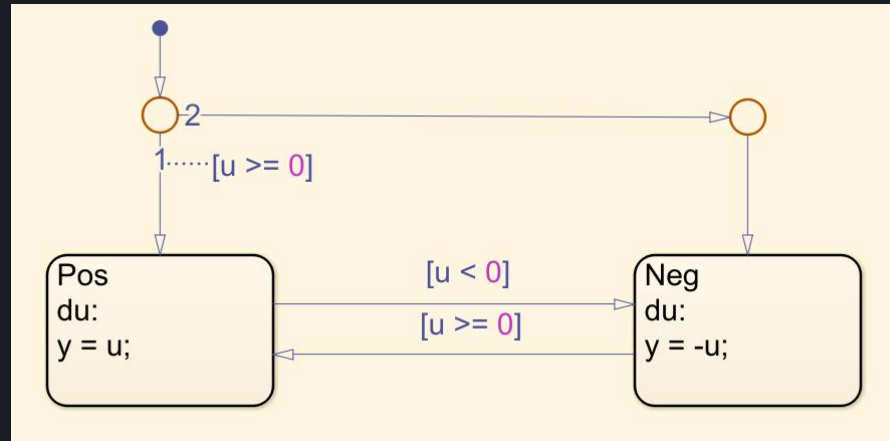 2
1 [u >= 0]
Pos
du:
y = u;
[u < 0]
[u >= 0]
Neg
du:
y = -u;